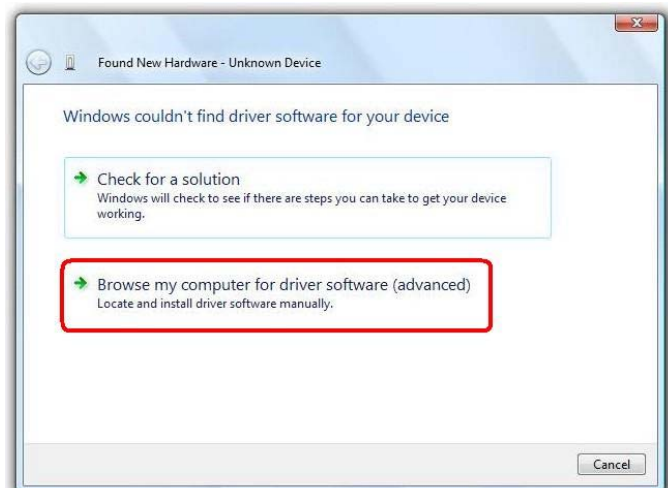 Found New Hardware - Unknown Device
Windows couldn't find driver software for your device
Check for a solution
Windows will check to see if there are steps you can take to get your device
working.
Browse my computer for driver software (advanced)
Locate and install driver software manually.
Cancel